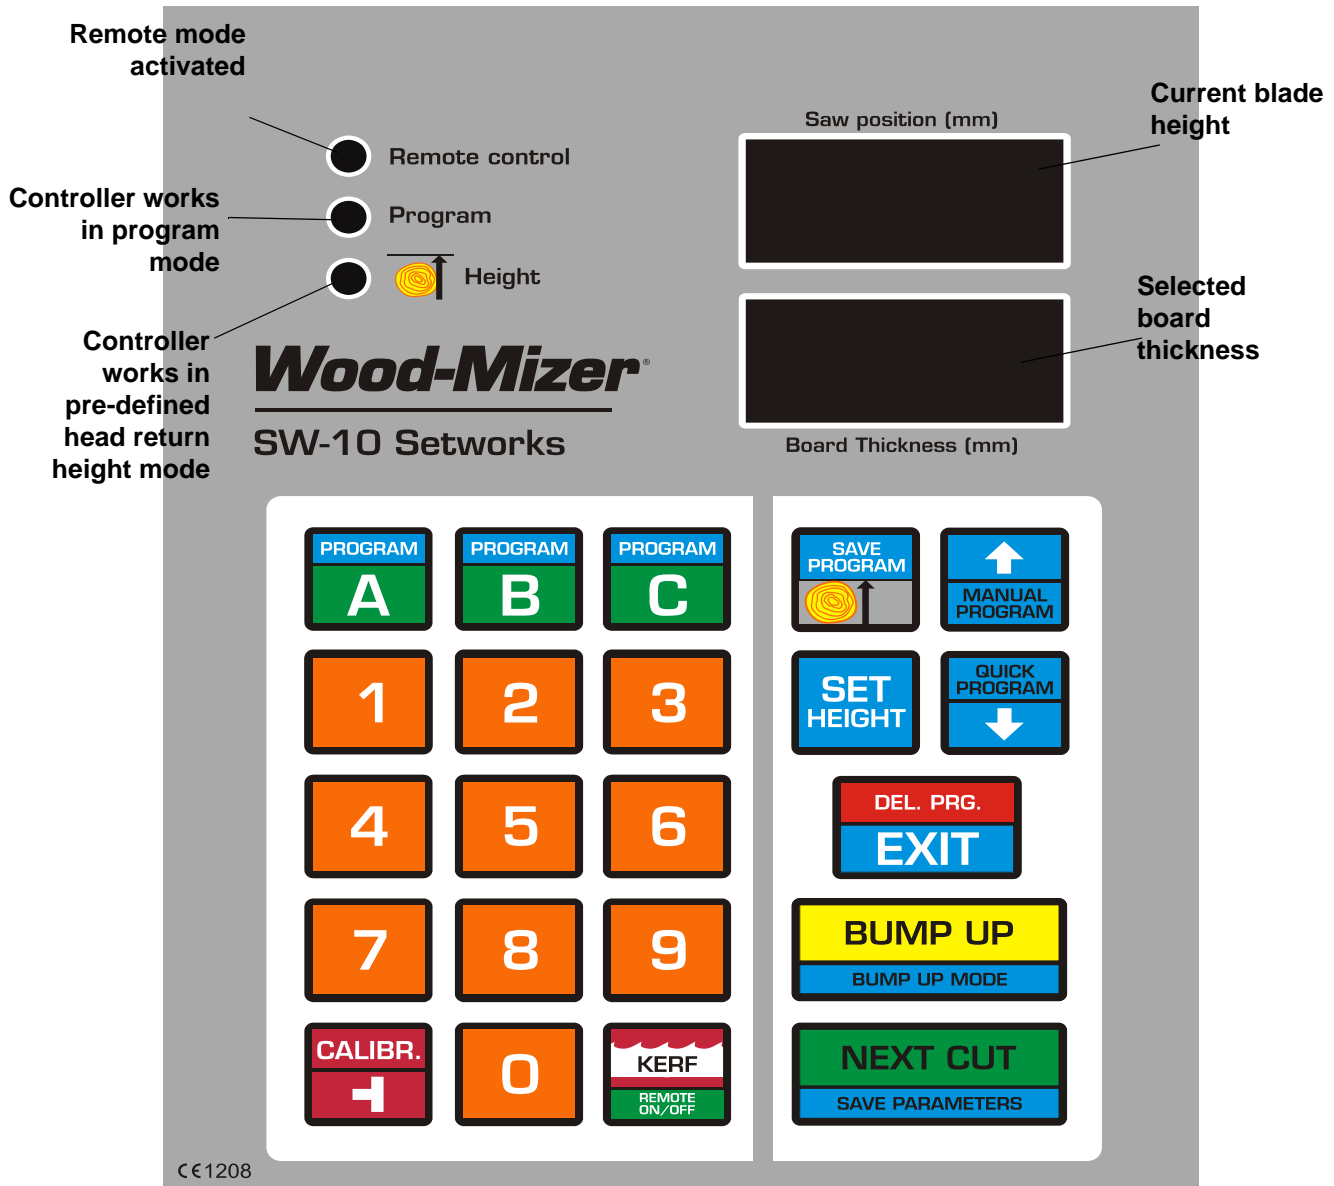 Remote mode
activated
Controller works
in program
mode
Controller
works in
pre-defined
head return
height mode
Remote control
Program
Height
Saw position (mm)
Current blade
height
Selected
board
thickness
Board Thickness (mm)
Wood-Mizer®
SW-10 Setworks
PROGRAM
A
PROGRAM
B
PROGRAM
C
SAVE
PROGRAM
MANUAL
PROGRAM
1
2
3
SET
HEIGHT
QUICK
PROGRAM
4
5
6
DEL. PRG.
EXIT
7
8
9
BUMP UP
BUMP UP MODE
CALIBR.
0
KERF
REMOTE
ON/OFF
NEXT CUT
SAVE PARAMETERS
CE1208